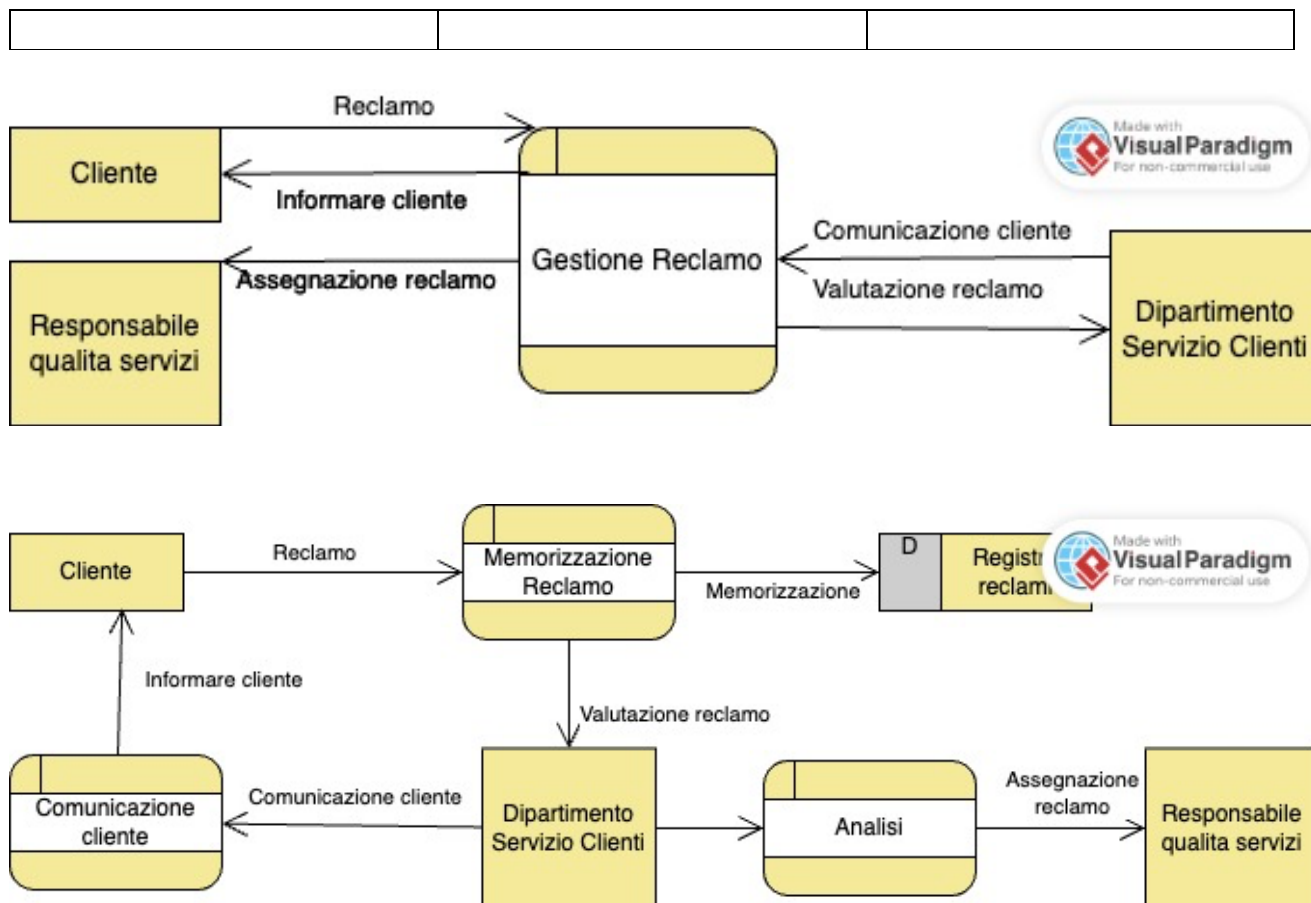 Reclamo
Cliente
Informare cliente
Made with
Visual Paradigm
For non-commercial use
Comunicazione cliente
Gestione Reclamo
Assegnazione reclamo
Valutazione reclamo
Responsabile
qualita servizi
Dipartimento
Servizio Clienti
Cliente
Reclamo
Memorizzazione
Reclamo
Memorizzazione
D
Registr
reclami
Made with
Visual Paradigm
For non-commercial use
Informare cliente
Valutazione reclamo
Comunicazione
cliente
Comunicazione cliente
Dipartimento
Servizio Clienti
Analisi
Assegnazione
reclamo
Responsabile
qualita servizi